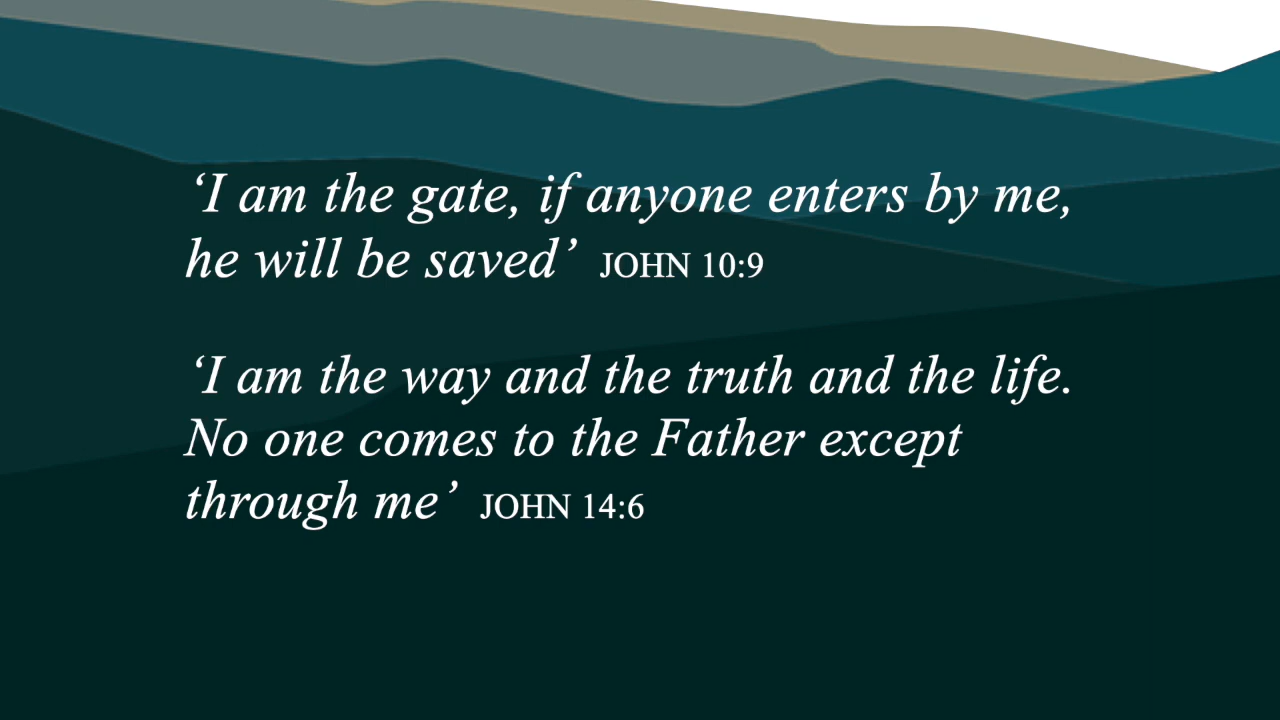 ‘I am the gate, if anyone enters by me,
he will be saved’ JOHN 10:9
‘I am the way and the truth and the life.
No one comes to the Father except
through me’ JOHN 14:6